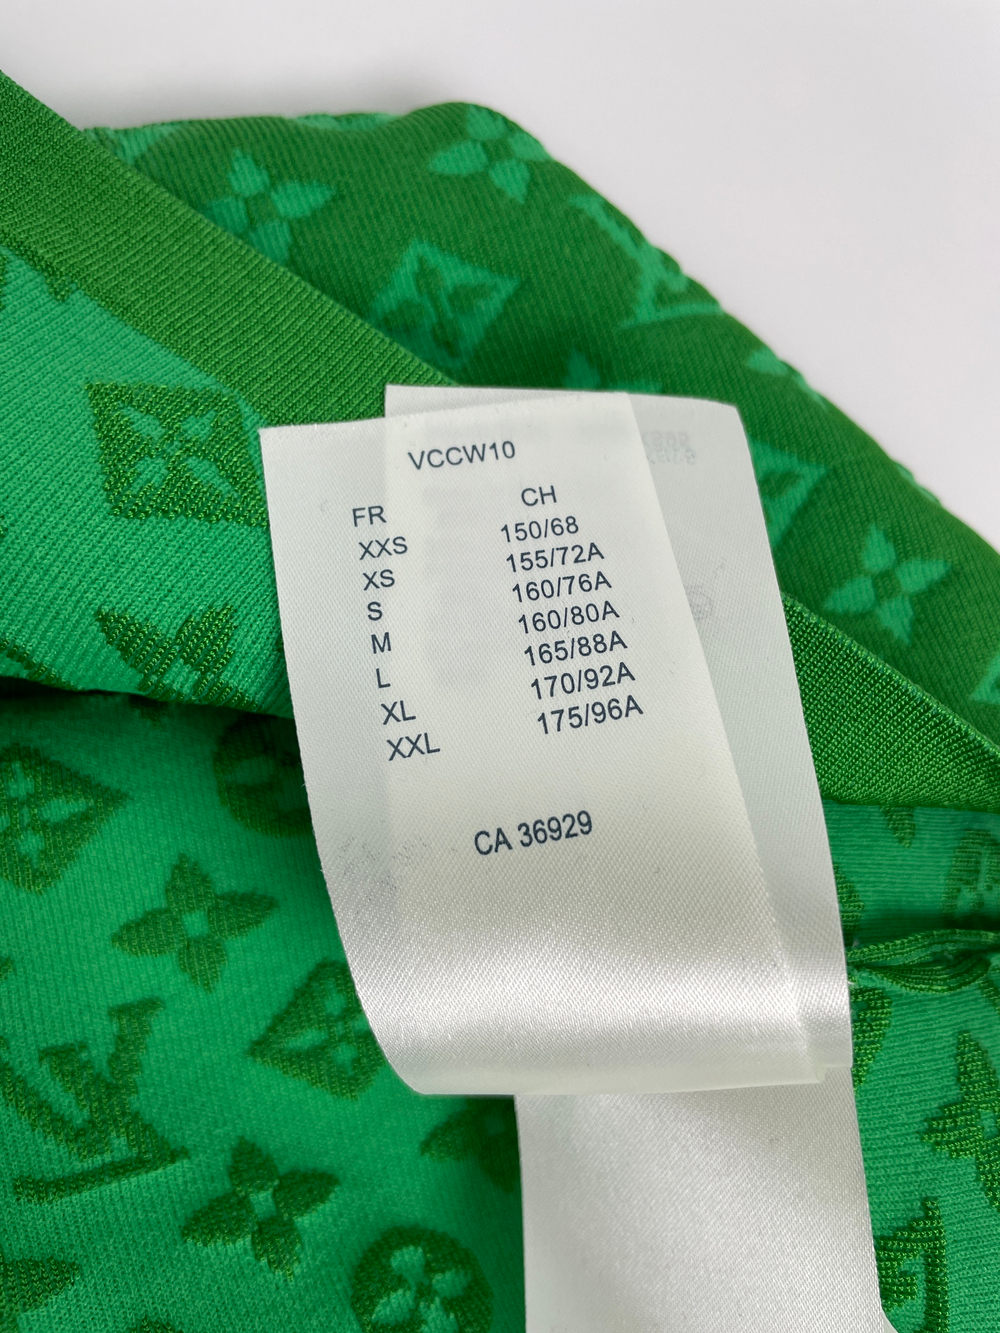 VCCW10
FR CH
XXS 150/68
XS 155/72A
S 160/76A
M 160/80A
L 165/88A
XL 170/92A
XXL 175/96A
CA 36929